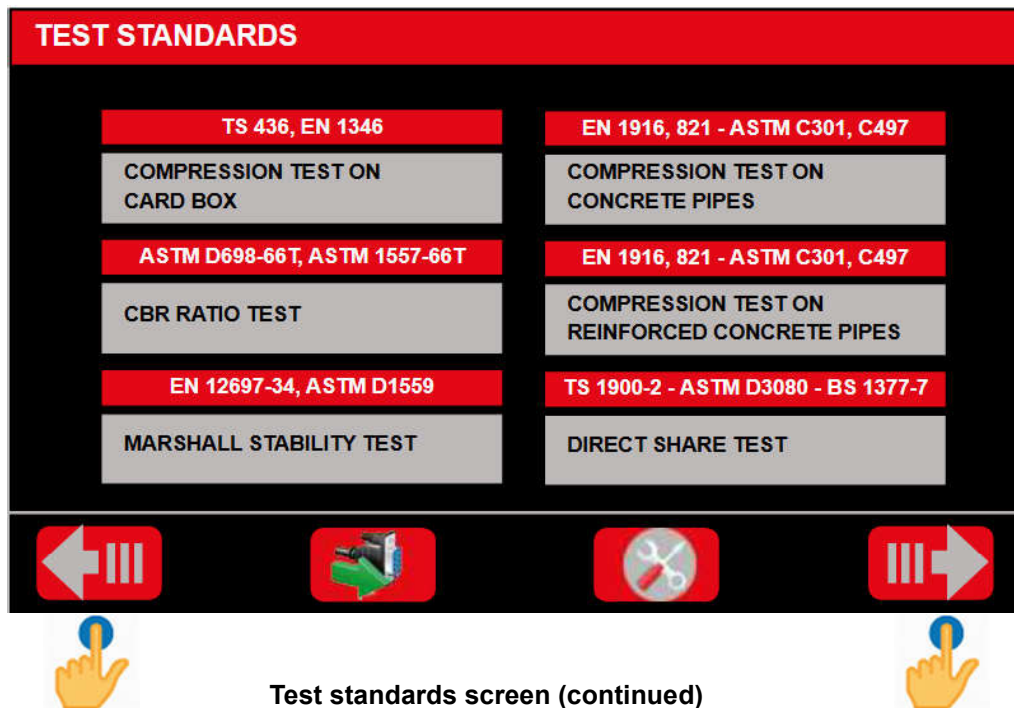 TEST STANDARDS
TS 436, EN 1346
COMPRESSION TEST ON
CARD BOX
EN 1916, 821 - ASTM C301, C497
COMPRESSION TEST ON
CONCRETE PIPES
ASTM D698-66T, ASTM 1557-66T
CBR RATIO TEST
EN 1916, 821 - ASTM C301, C497
COMPRESSION TEST ON
REINFORCED CONCRETE PIPES
EN 12697-34, ASTM D1559
MARSHALL STABILITY TEST
TS 1900-2 - ASTM D3080 - BS 1377-7
DIRECT SHARE TEST
Test standards screen (continued)